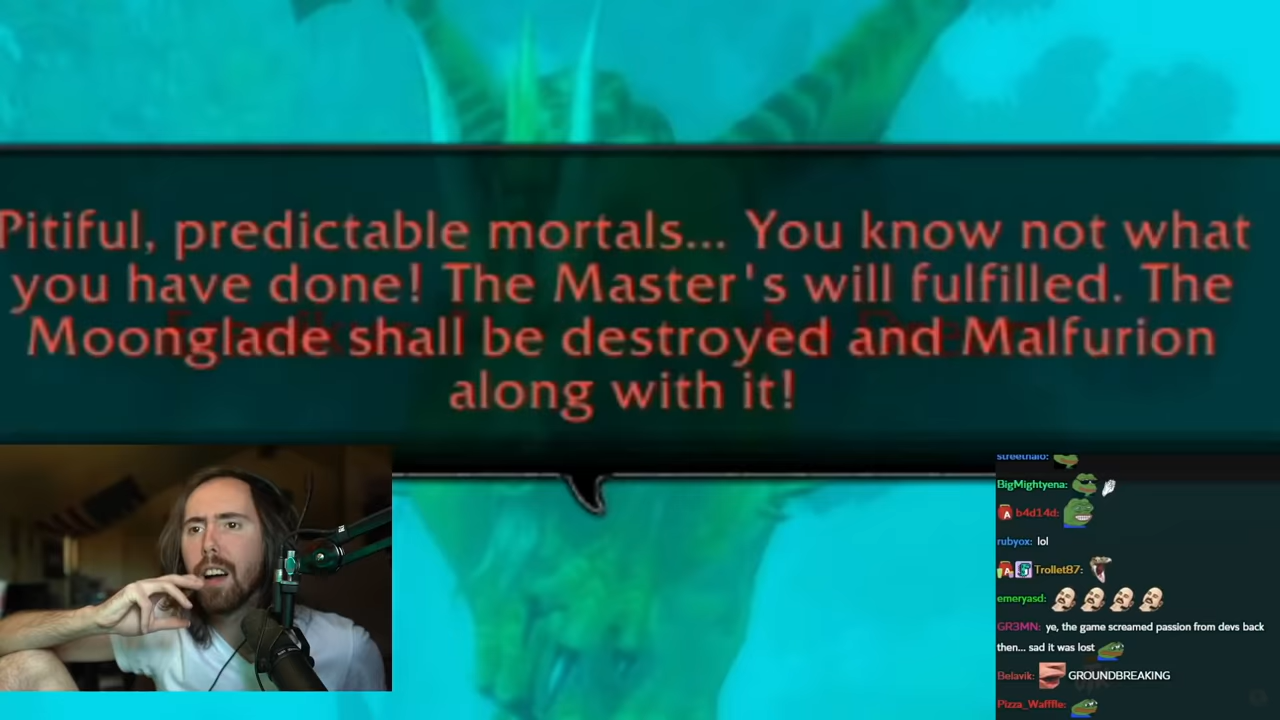 Pitiful, predictable mortals... You know not what
you have done! The Master's will fulfilled. The
Moonglade shall be destroyed and Malfurion
along with it!
streethalo:
BigMightyena:
b4d14d:
rubyox: lol
Trollet87:
emeryasd:
GR3MN: ye, the game screamed passion from devs back
then... sad it was lost
Belavik: GROUNDBREAKING
Pizza_Wafffle: